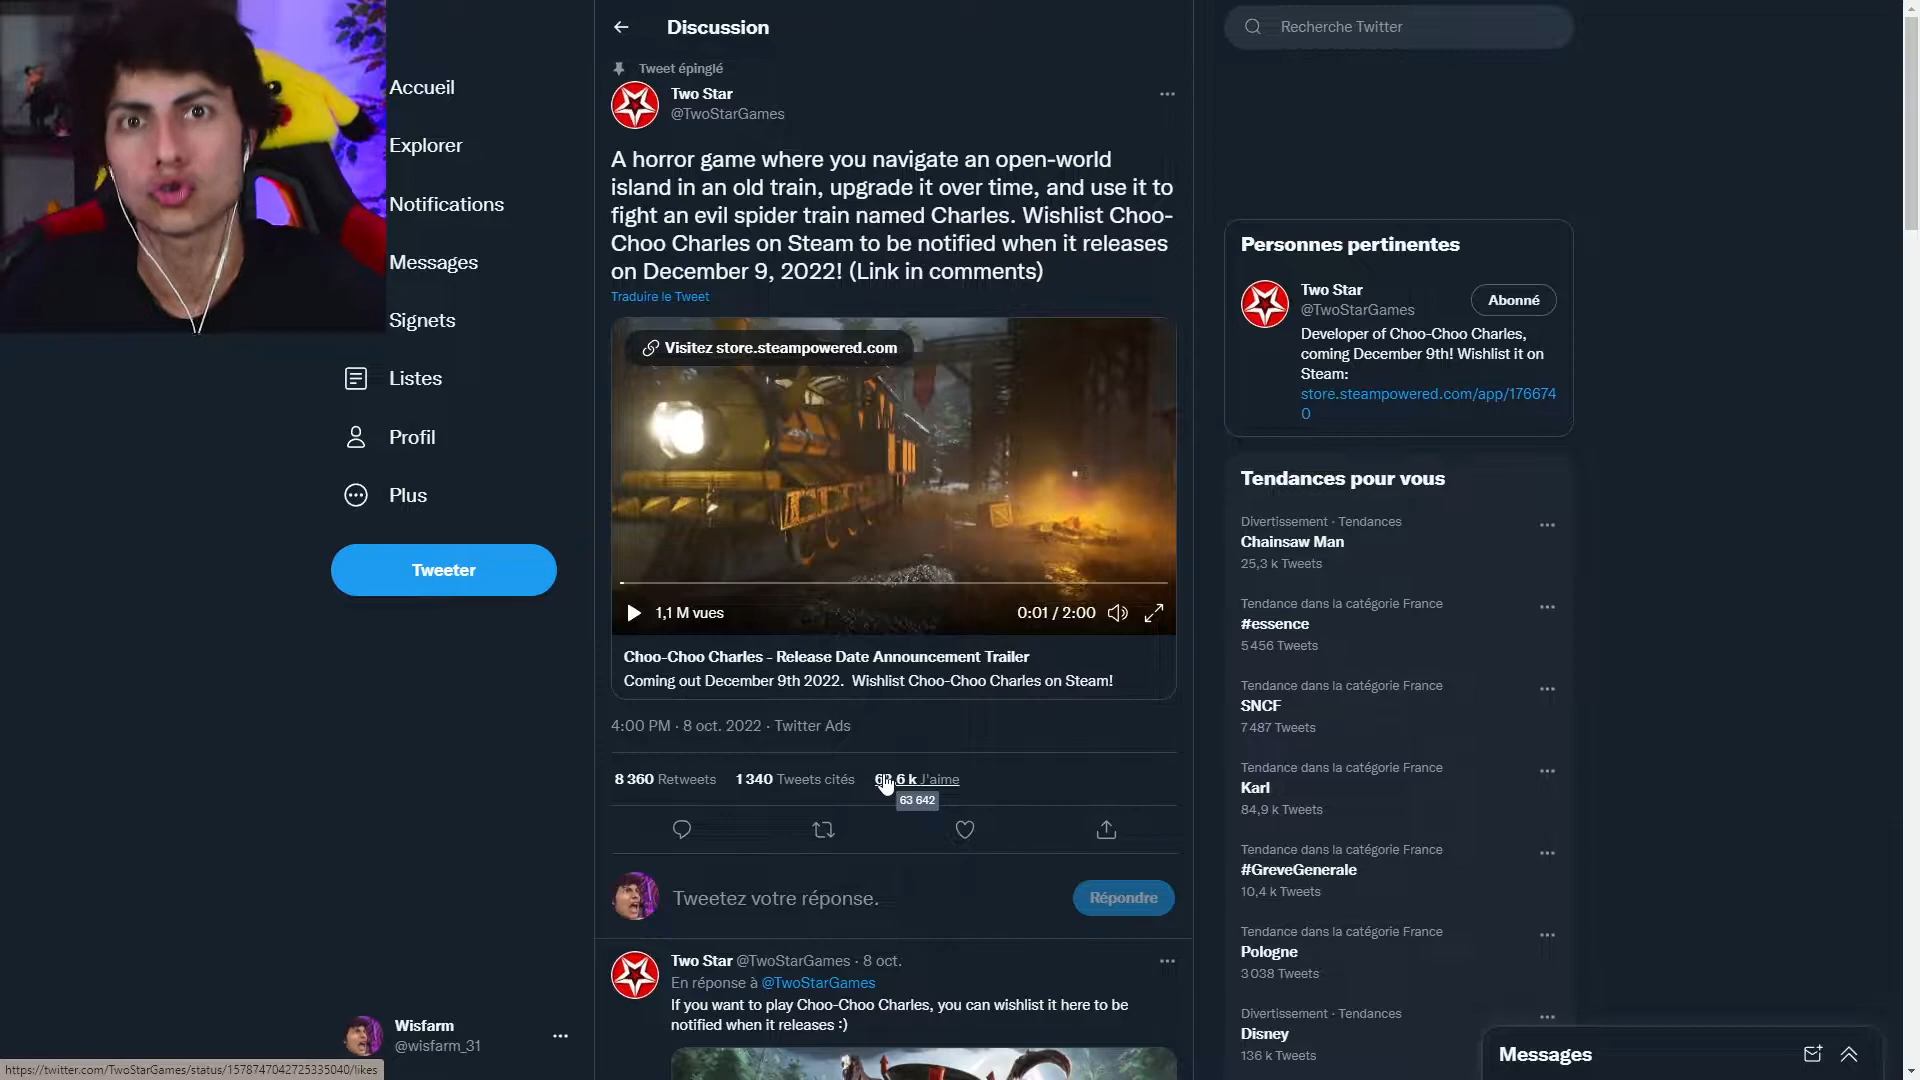 Accueil
Explorer
Notifications
Messages
Signets
Listes
Profil
Plus
Tweeter
Wisfarm
@wisfarm_31
https://twitter.com/TwoStarGames/status/1578747042725335040/likes
Discussion
Tweet épinglé
Two Star
@TwoStarGames
A horror game where you navigate an open-world
island in an old train, upgrade it over time, and use it to
fight an evil spider train named Charles. Wishlist Choo-
Choo Charles on Steam to be notified when it releases
on December 9, 2022! (Link in comments)
Traduire le Tweet
Visitez store.steampowered.com
1,1 M vues
0:01 / 2:00
Choo-Choo Charles - Release Date Announcement Trailer
Coming out December 9th 2022. Wishlist Choo-Choo Charles on Steam!
4:00 PM · 8 oct. 2022 · Twitter Ads
8 360 Retweets 1 340 Tweets cités 63,6 k J'aime
63 642
Tweetez votre réponse.
Répondre
Two Star @TwoStarGames · 8 oct.
En réponse à @TwoStarGames
If you want to play Choo-Choo Charles, you can wishlist it here to be
notified when it releases :)
Recherche Twitter
Personnes pertinentes
Two Star
@TwoStarGames
Abonné
Developer of Choo-Choo Charles,
coming December 9th! Wishlist it on
Steam:
store.steampowered.com/app/176674
0
Tendances pour vous
Divertissement · Tendances
Chainsaw Man
25,3 k Tweets
Tendance dans la catégorie France
#essence
5 456 Tweets
Tendance dans la catégorie France
SNCF
7 487 Tweets
Tendance dans la catégorie France
Karl
84,9 k Tweets
Tendance dans la catégorie France
#GreveGenerale
10,4 k Tweets
Tendance dans la catégorie France
Pologne
3 038 Tweets
Divertissement · Tendances
Disney
136 k Tweets
Messages